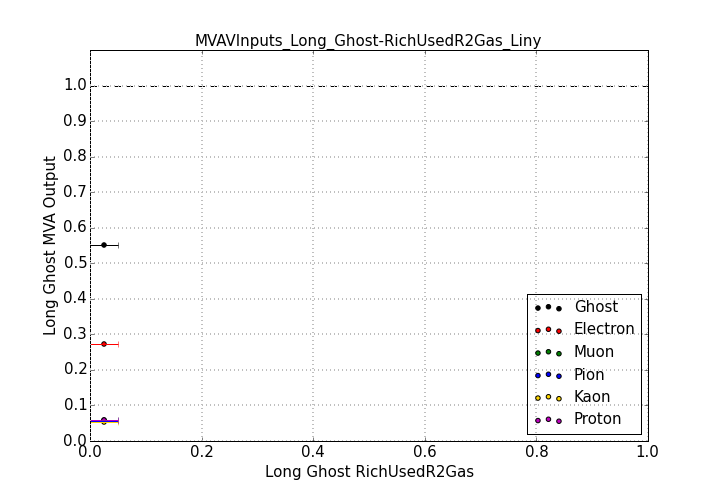 MVAVInputs_Long_Ghost-RichUsedR2Gas_Liny
Long Ghost MVA Output
1.0
0.9
0.8
0.7
0.6
0.5
0.4
0.3
0.2
0.1
0.0
Ghost
Electron
Muon
Pion
Kaon
Proton
0.0 0.2 0.4 0.6 0.8 1.0
Long Ghost RichUsedR2Gas